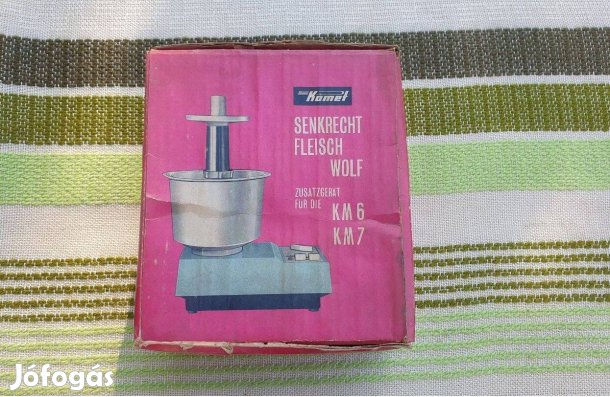 Komet
SENKRECHT
FLEISCH
WOLF
ZUSATZGERÄT
FÜR DIE
KM 6
KM 7
Jófogás